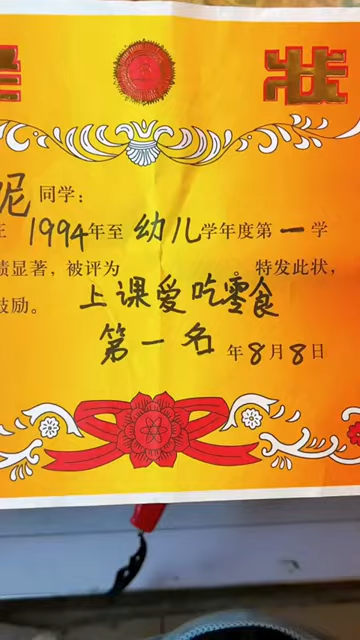 状
妮 同学:
1994年至幼儿学年度第一学
绩显著,被评为 特发此状,
鼓励。 上课爱吃零食
第一名 年8月8日